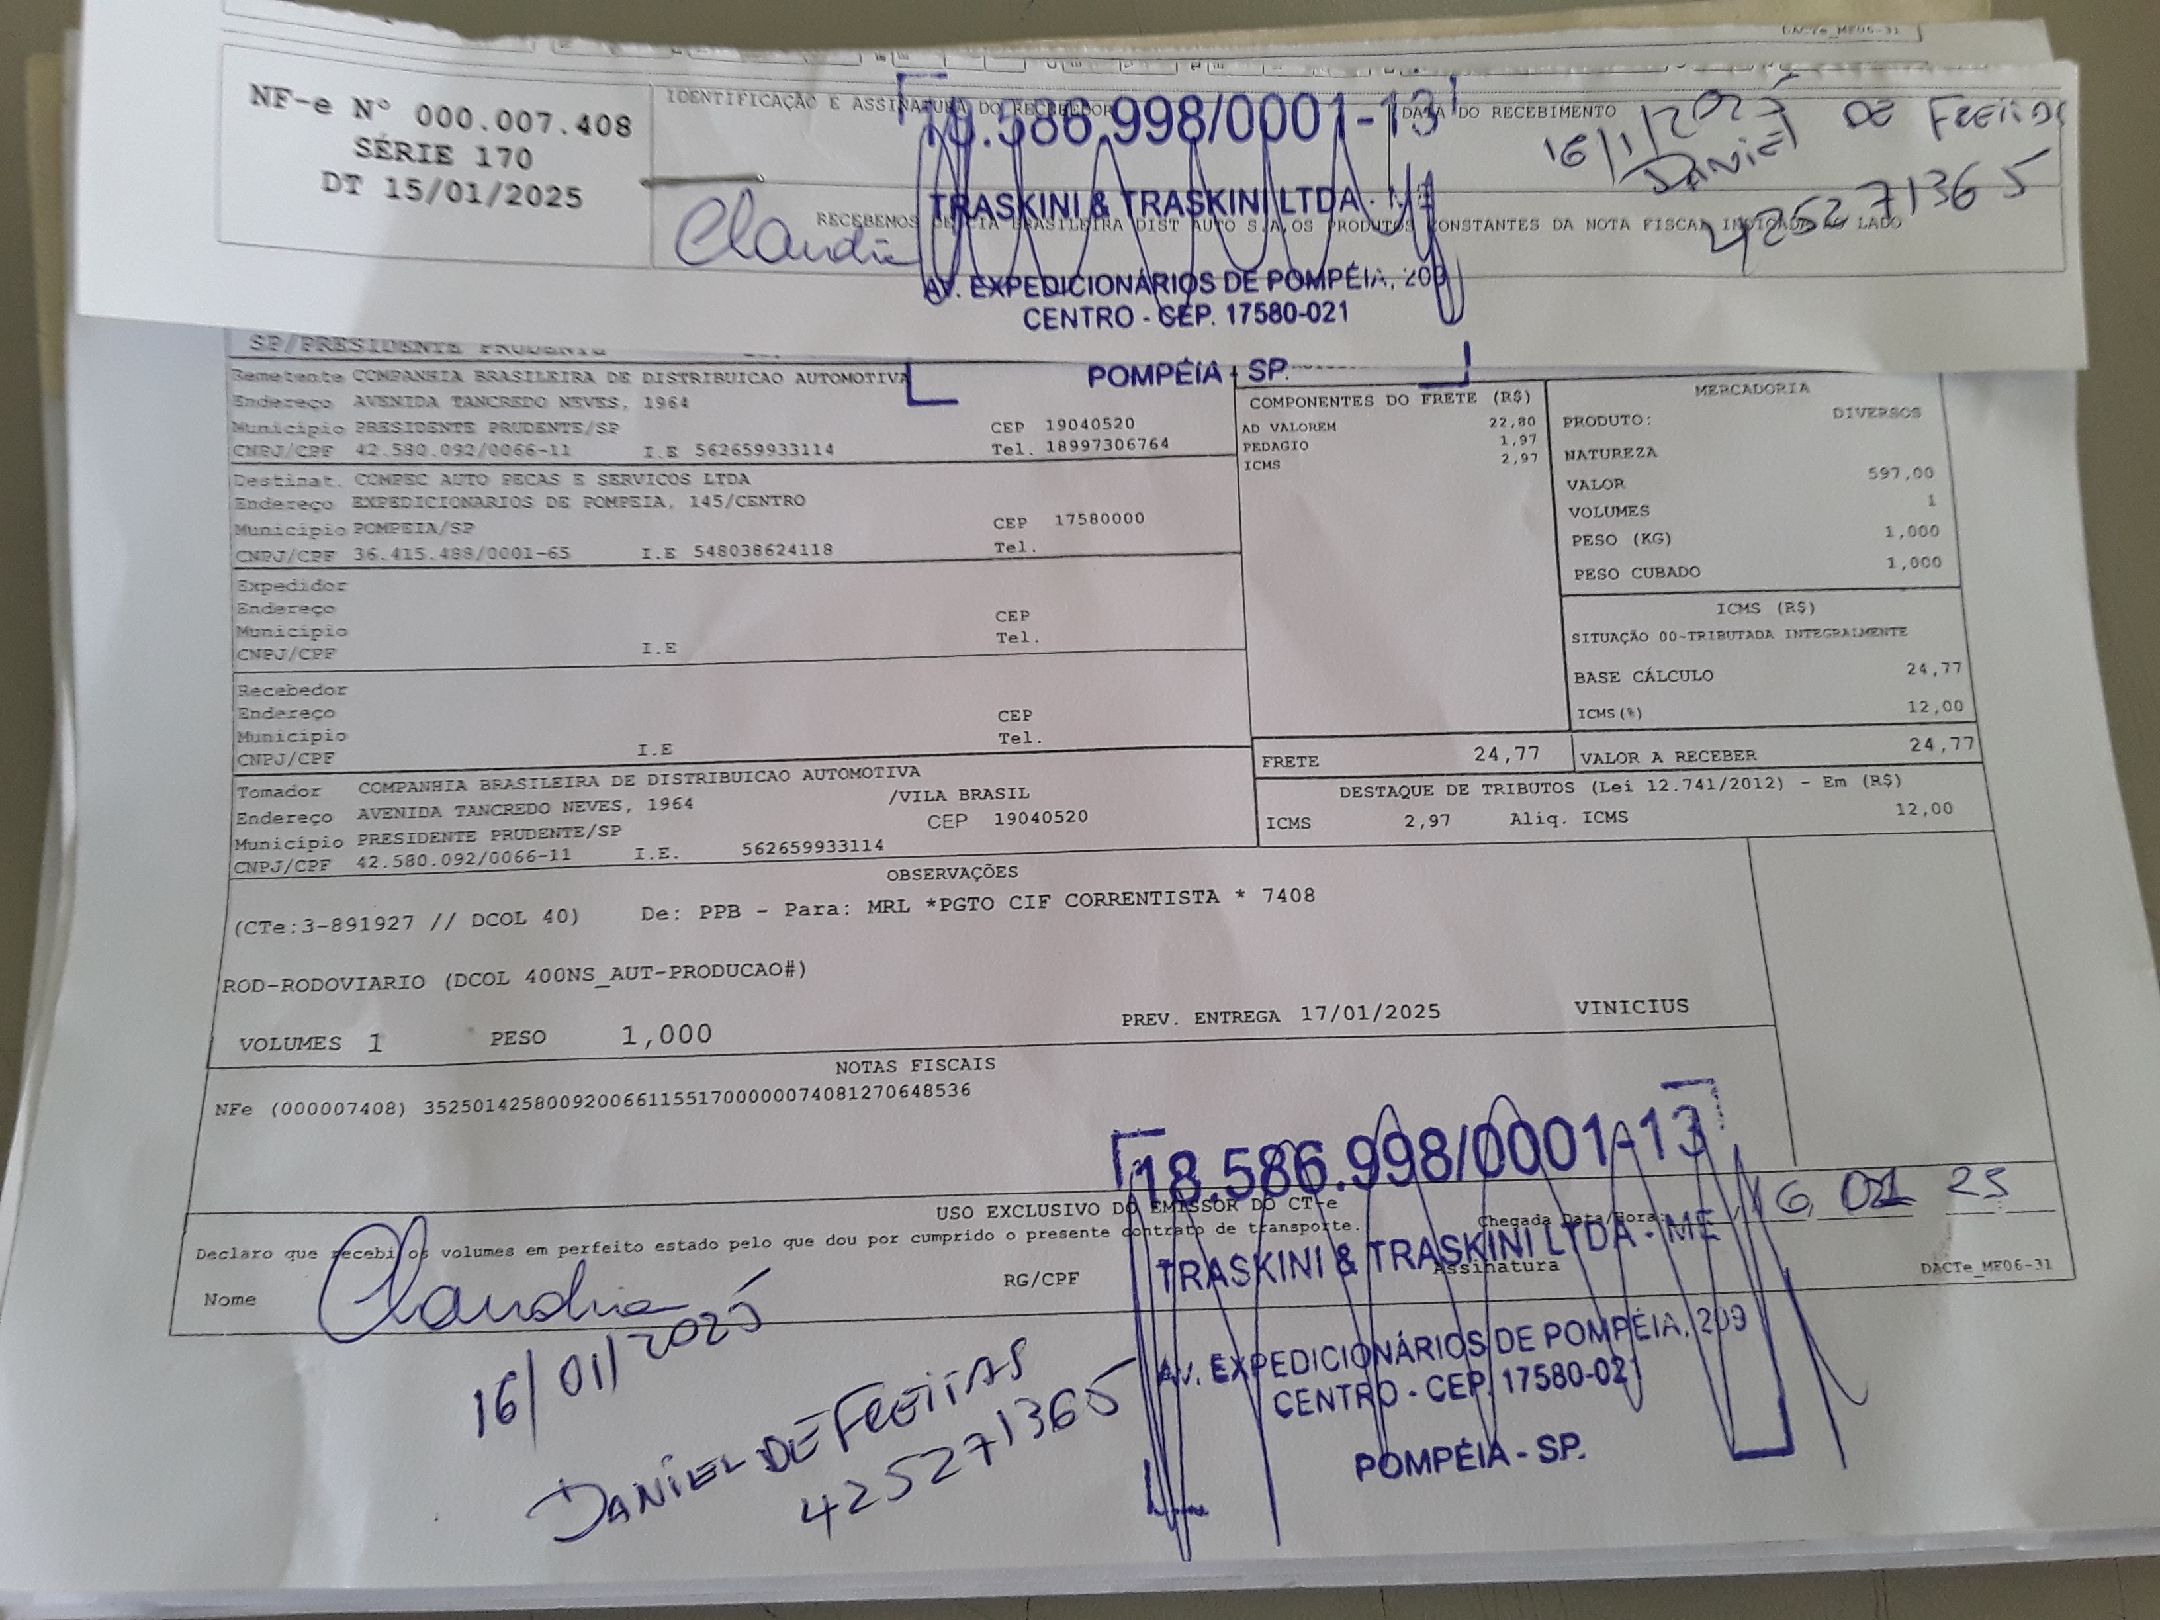 DACTe_MF06-31
NF-e N° 000.007.408
SÉRIE 170
DT 15/01/2025
IDENTIFICAÇÃO E ASSINATURA DO RECEBEDOR
DATA DO RECEBIMENTO
18.586.998/0001-13
16/1/2025
DANIEL DE FREITAS
425271365
TRASKINI & TRASKINI LTDA - ME
Claudia
RECEBEMOS DE CIA BRASILEIRA DIST AUTO S.A,OS PRODUTOS CONSTANTES DA NOTA FISCAL INDICADA AO LADO
AV. EXPEDICIONÁRIOS DE POMPÉIA, 209
CENTRO - CEP. 17580-021
POMPÉIA - SP.
SP/PRESIDENTE PRUDENTE
Remetente COMPANHIA BRASILEIRA DE DISTRIBUICAO AUTOMOTIVA
Endereço AVENIDA TANCREDO NEVES, 1964
Município PRESIDENTE PRUDENTE/SP CEP 19040520
CNPJ/CPF 42.580.092/0066-11 I.E 562659933114 Tel. 18997306764
Destinat. COMPEC AUTO PECAS E SERVICOS LTDA
Endereço EXPEDICIONARIOS DE POMPEIA, 145/CENTRO
Município POMPEIA/SP CEP 17580000
CNPJ/CPF 36.415.488/0001-65 I.E 548038624118 Tel.
Expedidor
Endereço
Município CEP
CNPJ/CPF I.E Tel.
Recebedor
Endereço
Município CEP
CNPJ/CPF I.E Tel.
Tomador COMPANHIA BRASILEIRA DE DISTRIBUICAO AUTOMOTIVA
Endereço AVENIDA TANCREDO NEVES, 1964 /VILA BRASIL
Município PRESIDENTE PRUDENTE/SP CEP 19040520
CNPJ/CPF 42.580.092/0066-11 I.E. 562659933114
COMPONENTES DO FRETE (R$)
AD VALOREM 22,80
PEDAGIO 1,97
ICMS 2,97
MERCADORIA
PRODUTO: DIVERSOS
NATUREZA
VALOR 597,00
VOLUMES 1
PESO (KG) 1,000
PESO CUBADO 1,000
ICMS (R$)
SITUAÇÃO 00-TRIBUTADA INTEGRALMENTE
BASE CÁLCULO 24,77
ICMS(%) 12,00
FRETE 24,77 VALOR A RECEBER 24,77
DESTAQUE DE TRIBUTOS (Lei 12.741/2012) - Em (R$)
ICMS 2,97 Aliq. ICMS 12,00
OBSERVAÇÕES
(CTe:3-891927 // DCOL 40) De: PPB - Para: MRL *PGTO CIF CORRENTISTA * 7408
ROD-RODOVIARIO (DCOL 400NS_AUT-PRODUCAO#)
VOLUMES 1 PESO 1,000 PREV. ENTREGA 17/01/2025 VINICIUS
NOTAS FISCAIS
NFe (000007408) 35250142580092006611551700000074081270648536
18.586.998/0001-13
USO EXCLUSIVO DO EMISSOR DO CT-e
Declaro que recebi os volumes em perfeito estado pelo que dou por cumprido o presente contrato de transporte.
Chegada Data/Hora: 16 01 25
TRASKINI & TRASKINI LTDA - ME
Nome Claudia RG/CPF Assinatura
DACTe_MF06-31
16/01/2025
DANIEL DE FREITAS
425271365
AV. EXPEDICIONÁRIOS DE POMPÉIA, 209
CENTRO - CEP. 17580-021
POMPÉIA - SP.